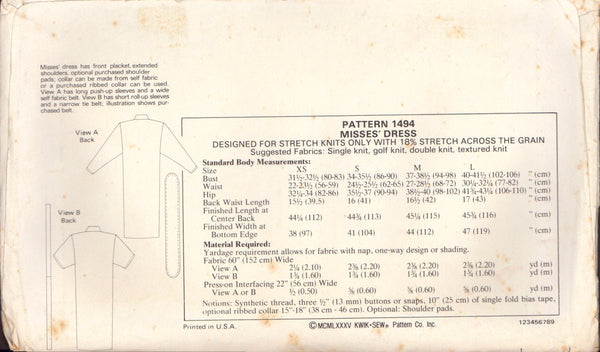 Misses' dress has front placket, extended
shoulders, optional purchased shoulder
pads; collar can be made from self fabric
or a purchased ribbed collar can be used.
View A has long push-up sleeves and a wide
self fabric belt. View B has short roll-up sleeves
and a narrow tie belt; illustration shows pur-
chased belt.
View A
Back
View B
Back
PATTERN 1494
MISSES' DRESS
DESIGNED FOR STRETCH KNITS ONLY WITH 18% STRETCH ACROSS THE GRAIN
Suggested Fabrics: Single knit, golf knit, double knit, textured knit
Standard Body Measurements:
Size XS S M L
Bust 31½-32½ (80-83) 34-35½ (86-90) 37-38½ (94-98) 40-41½ (102-106) " (cm)
Waist 22-23½ (56-59) 24½-25½ (62-65) 27-28½ (68-72) 30¼-32¼ (77-82) " (cm)
Hip 32¼-34 (82-86) 35½-37 (90-94) 38½-40 (98-102) 41¾-43¼ (106-110) " (cm)
Back Waist Length 15½ (39.5) 16 (41) 16½ (42) 17 (43) " (cm)
Finished Length at
Center Back 44¼ (112) 44¾ (113) 45¼ (115) 45¾ (116) " (cm)
Finished Width at
Bottom Edge 38 (97) 41 (104) 44 (112) 47 (119) " (cm)
Material Required:
Yardage requirement allows for fabric with nap, one-way design or shading.
Fabric 60" (152 cm) Wide
View A 2¼ (2.10) 2⅜ (2.20) 2⅜ (2.20) 2⅜ (2.20) yd (m)
View B 1¾ (1.60) 1¾ (1.60) 1¾ (1.60) 1¾ (1.60) yd (m)
Press-on Interfacing 22" (56 cm) Wide
View A or B ½ (0.50) ⅝ (0.60) ⅝ (0.60) ⅝ (0.60) yd (m)
Notions: Synthetic thread, three ½" (13 mm) buttons or snaps, 10" (25 cm) of single fold bias tape,
optional ribbed collar 15"-18" (38 cm - 46 cm). Optional: Shoulder pads.
Printed in U.S.A. ©MCMLXXXV KWIK•SEW® Pattern Co. Inc. 123456789